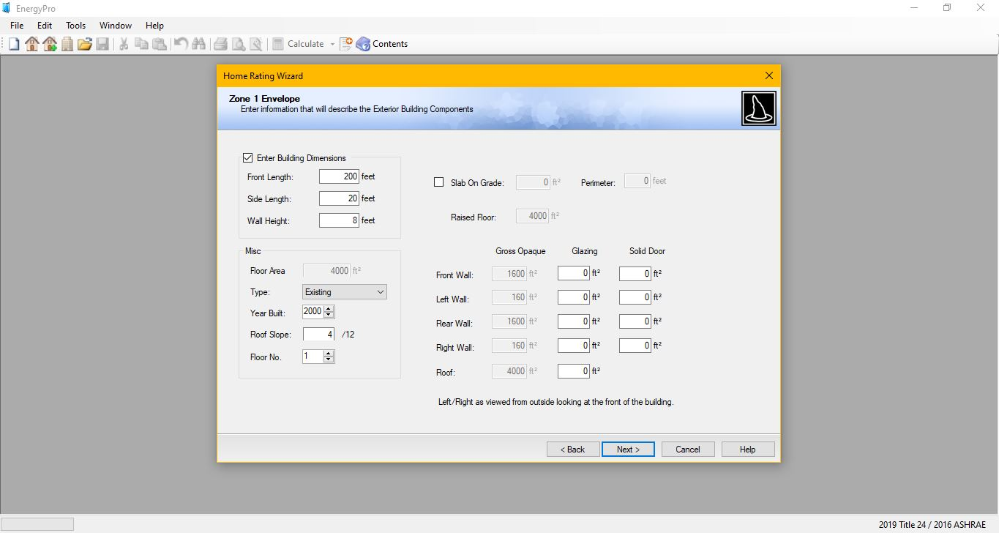 EnergyPro
File Edit Tools Window Help
Calculate Contents
Home Rating Wizard
Zone 1 Envelope
Enter information that will describe the Exterior Building Components
Enter Building Dimensions
Front Length: 200 feet
Side Length: 20 feet
Wall Height: 8 feet
Misc
Floor Area 4000 ft²
Type: Existing
Year Built: 2000
Roof Slope: 4 /12
Floor No. 1
Slab On Grade: 0 ft² Perimeter: 0 feet
Raised Floor: 4000 ft²
Gross Opaque Glazing Solid Door
Front Wall: 1600 ft² 0 ft² 0 ft²
Left Wall: 160 ft² 0 ft² 0 ft²
Rear Wall: 1600 ft² 0 ft² 0 ft²
Right Wall: 160 ft² 0 ft² 0 ft²
Roof: 4000 ft² 0 ft²
Left/Right as viewed from outside looking at the front of the building.
< Back Next > Cancel Help
2019 Title 24 / 2016 ASHRAE